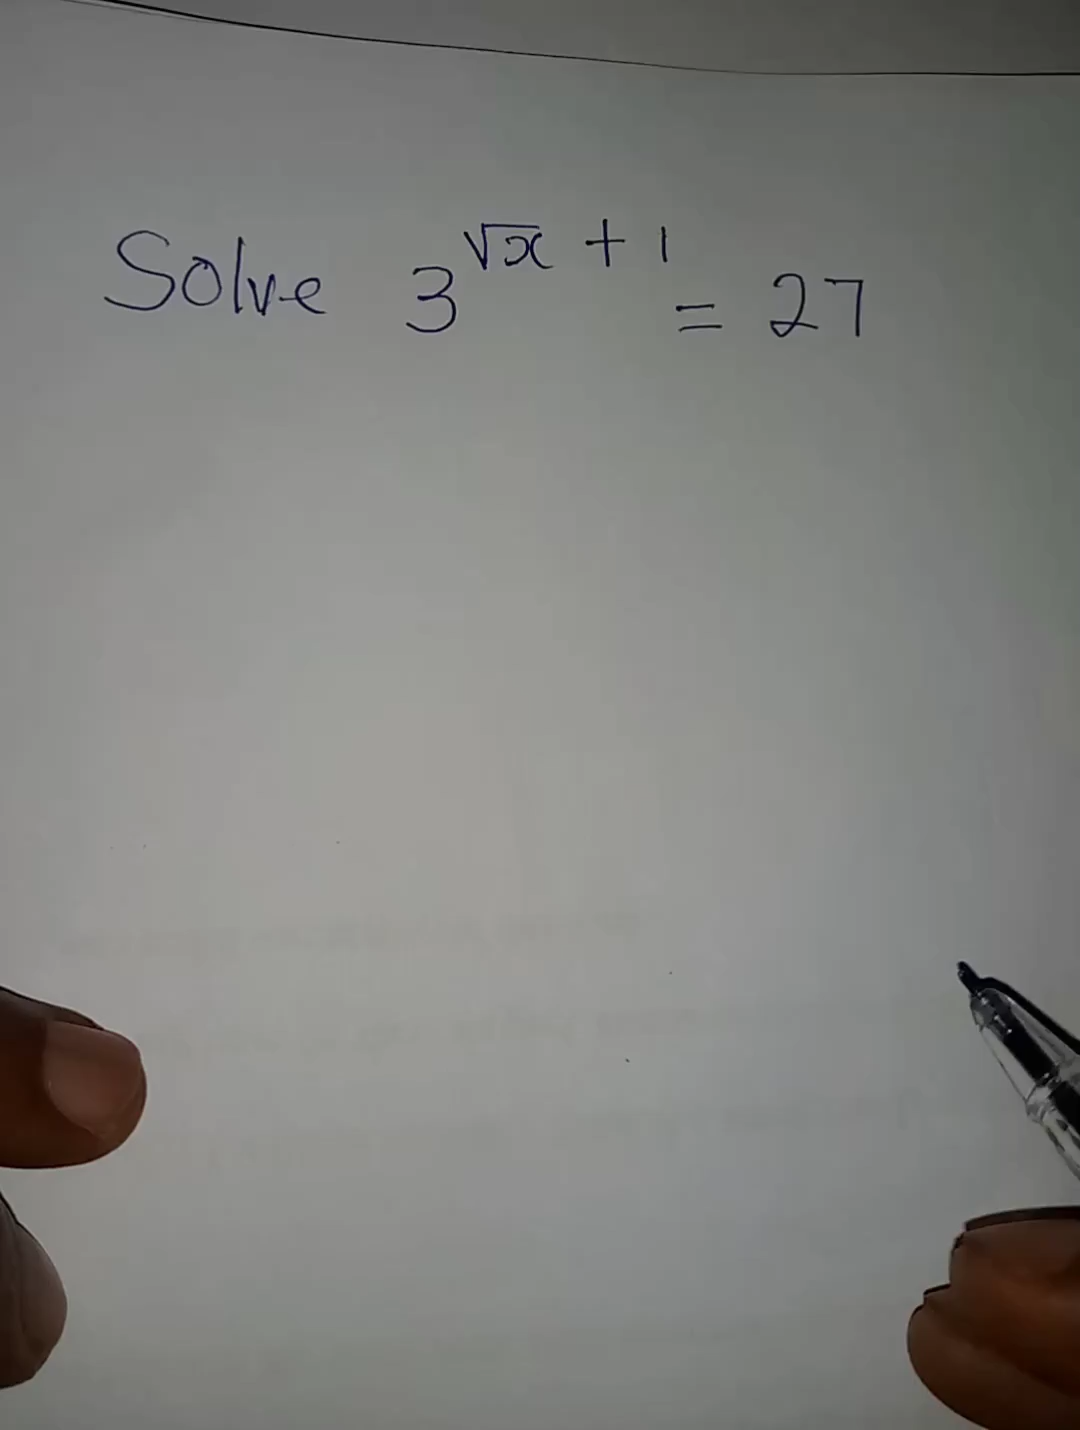 Solve 3^{√x + 1} = 27